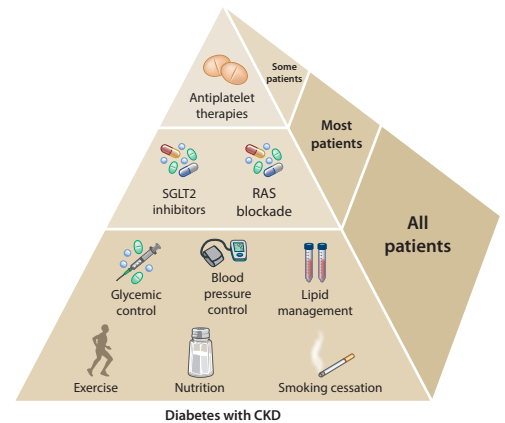 Some
patients
Antiplatelet
therapies
Most
patients
SGLT2
inhibitors
RAS
blockade
All
patients
Glycemic
control
Blood
pressure
control
Lipid
management
Exercise
Nutrition
Smoking cessation
Diabetes with CKD